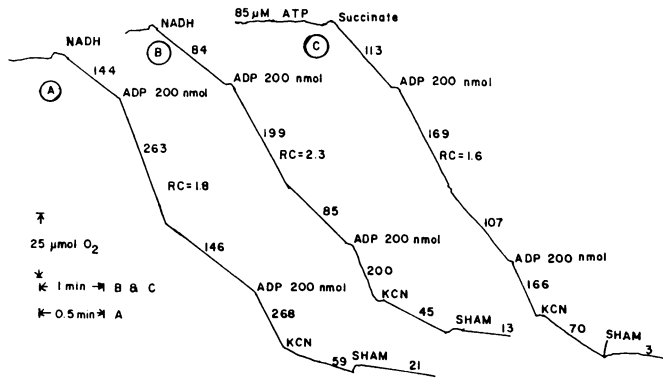 85 μM ATP
Succinate
NADH
NADH
A
B
C
144
84
113
ADP 200 nmol
ADP 200 nmol
ADP 200 nmol
263
199
169
RC=1.8
RC=2.3
RC=1.6
146
85
107
25 μmol O2
ADP 200 nmol
ADP 200 nmol
ADP 200 nmol
1 min B & C
0.5min A
268
200
166
KCN
KCN
KCN
59
45
70
SHAM
SHAM
SHAM
21
13
3